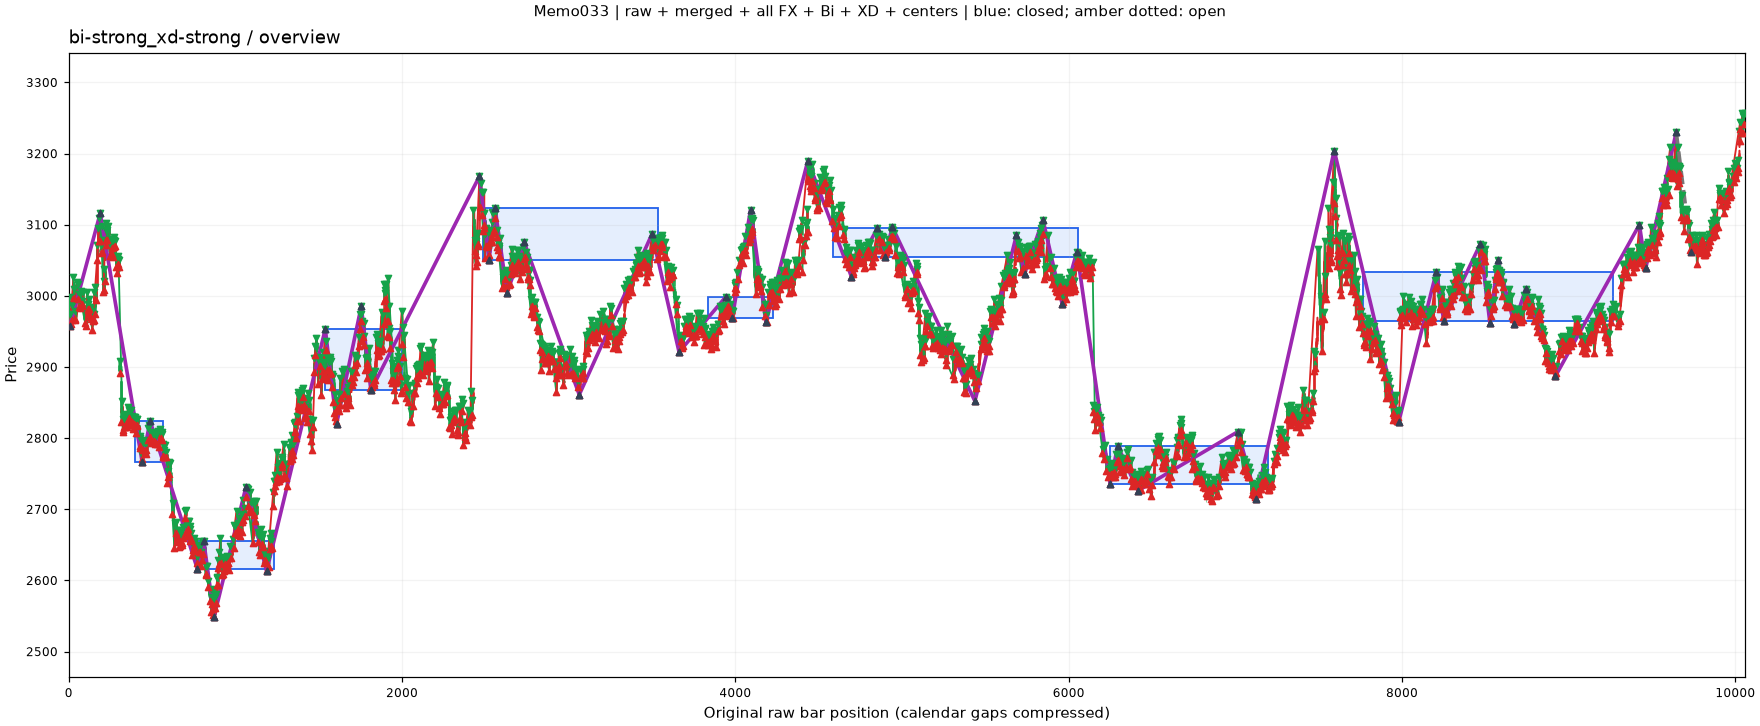 Memo033 | raw + merged + all FX + Bi + XD + centers | blue: closed; amber dotted: open
bi-strong_xd-strong / overview
3300
3200
3100
3000
2900
2800
2700
2600
2500
Price
0 2000 4000 6000 8000 10000
Original raw bar position (calendar gaps compressed)